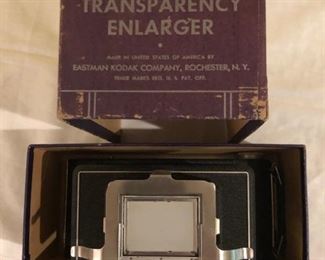 TRANSPARENCY
ENLARGER
MADE IN UNITED STATES OF AMERICA BY
EASTMAN KODAK COMPANY, ROCHESTER, N. Y.
TRADE MARKS REG. U. S. PAT. OFF.